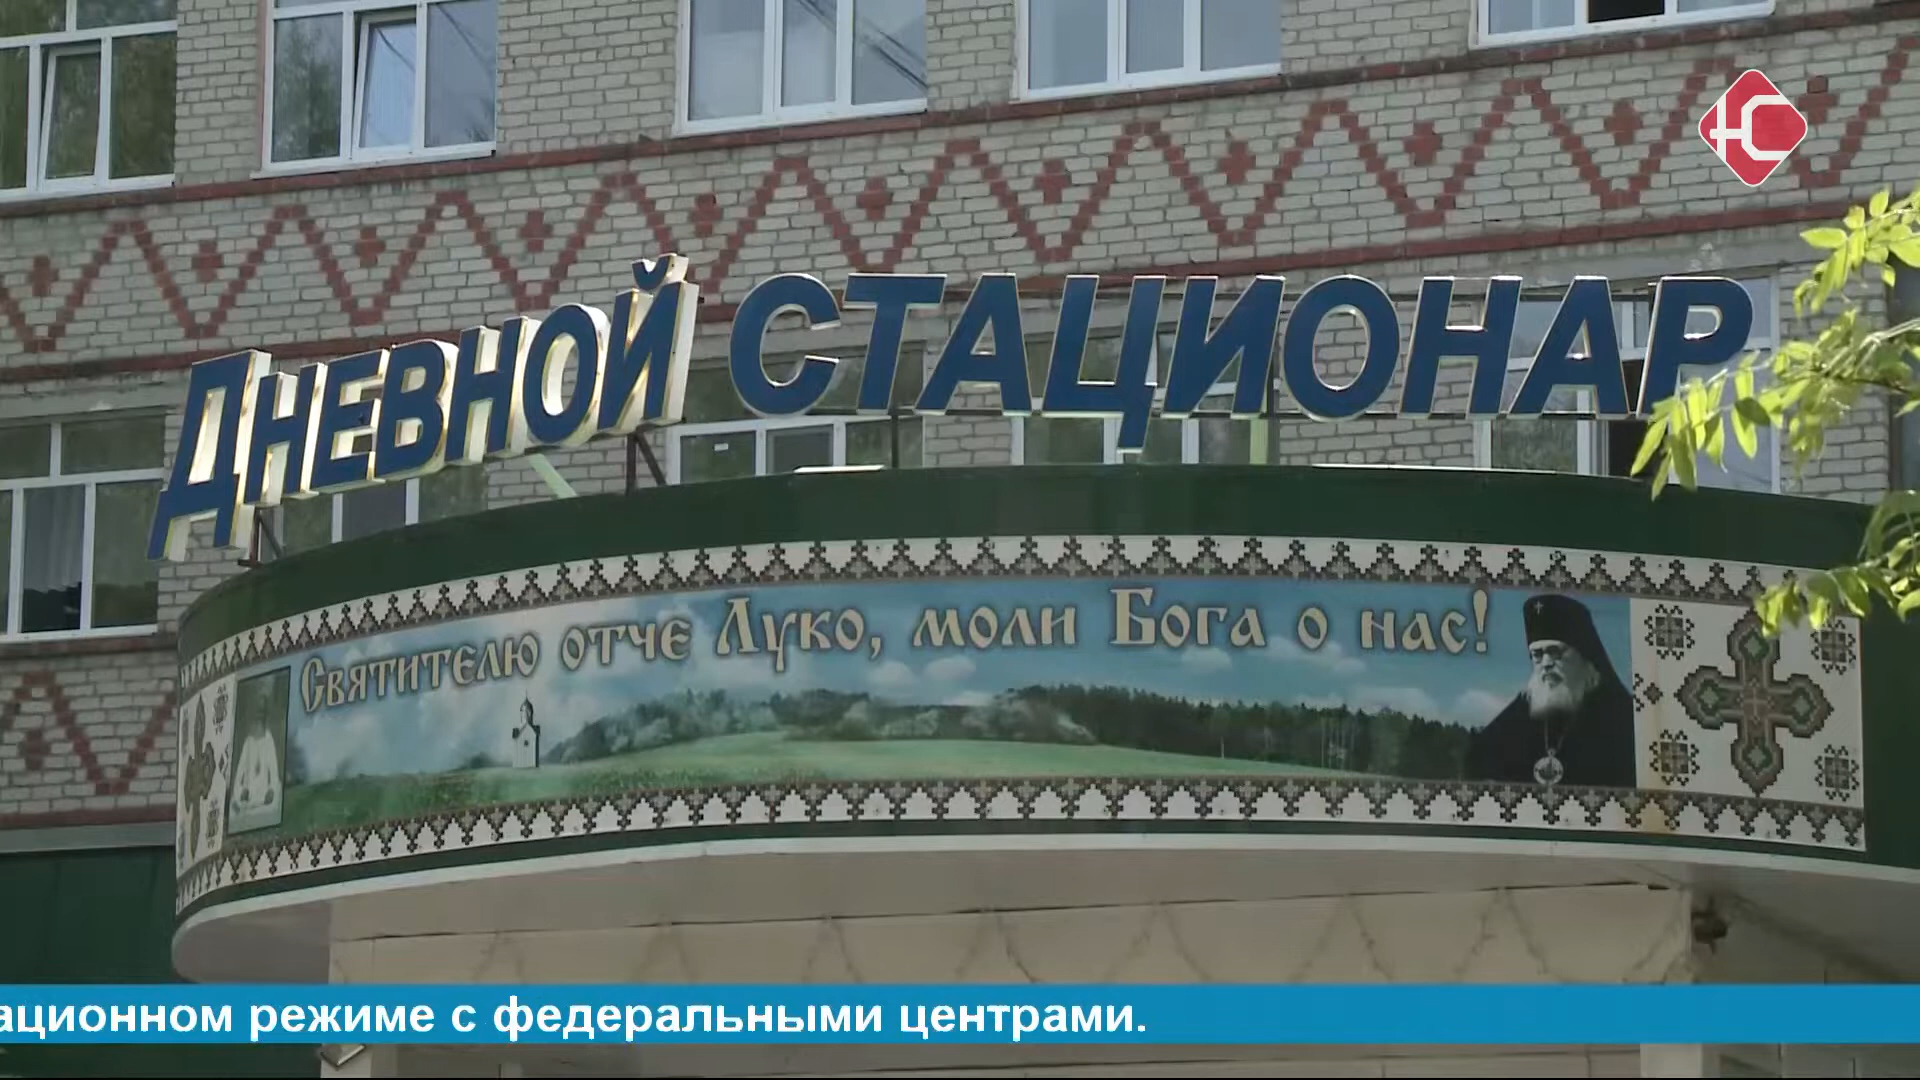 Дневной стационар
Святителю отче Луко, моли Бога о нас!
ационном режиме с федеральными центрами.